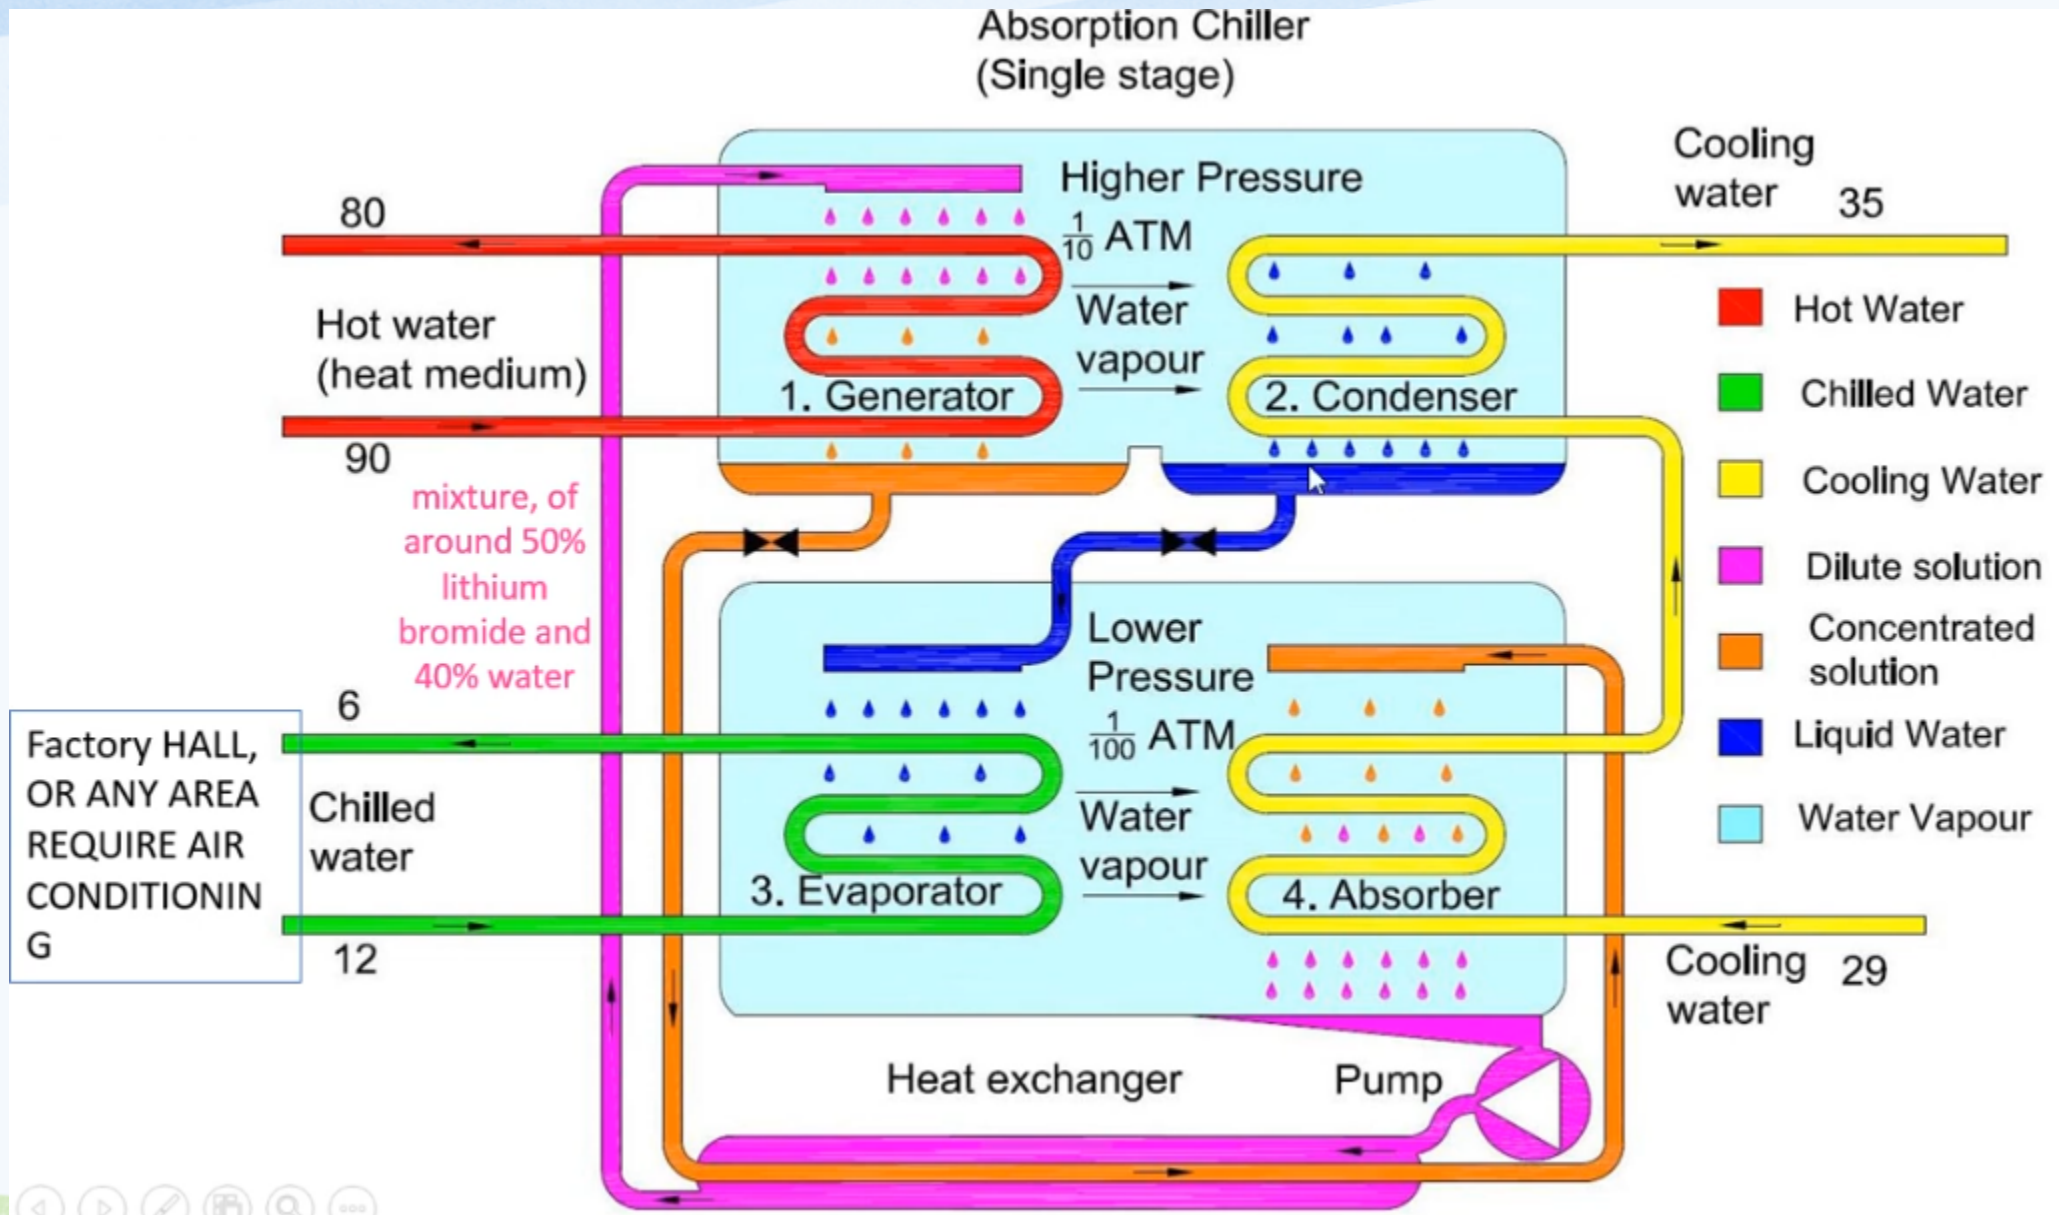 Absorption Chiller
(Single stage)
Cooling
water
35
80
Higher Pressure
1/10 ATM
Water
vapour
Hot water
(heat medium)
90
1. Generator
2. Condenser
Hot Water
Chilled Water
Cooling Water
Dilute solution
Concentrated
solution
Liquid Water
Water Vapour
mixture, of
around 50%
lithium
bromide and
40% water
Lower
Pressure
1/100 ATM
Water
vapour
6
Factory HALL,
OR ANY AREA
REQUIRE AIR
CONDITIONIN
G
Chilled
water
12
3. Evaporator
4. Absorber
Cooling
water
29
Heat exchanger
Pump